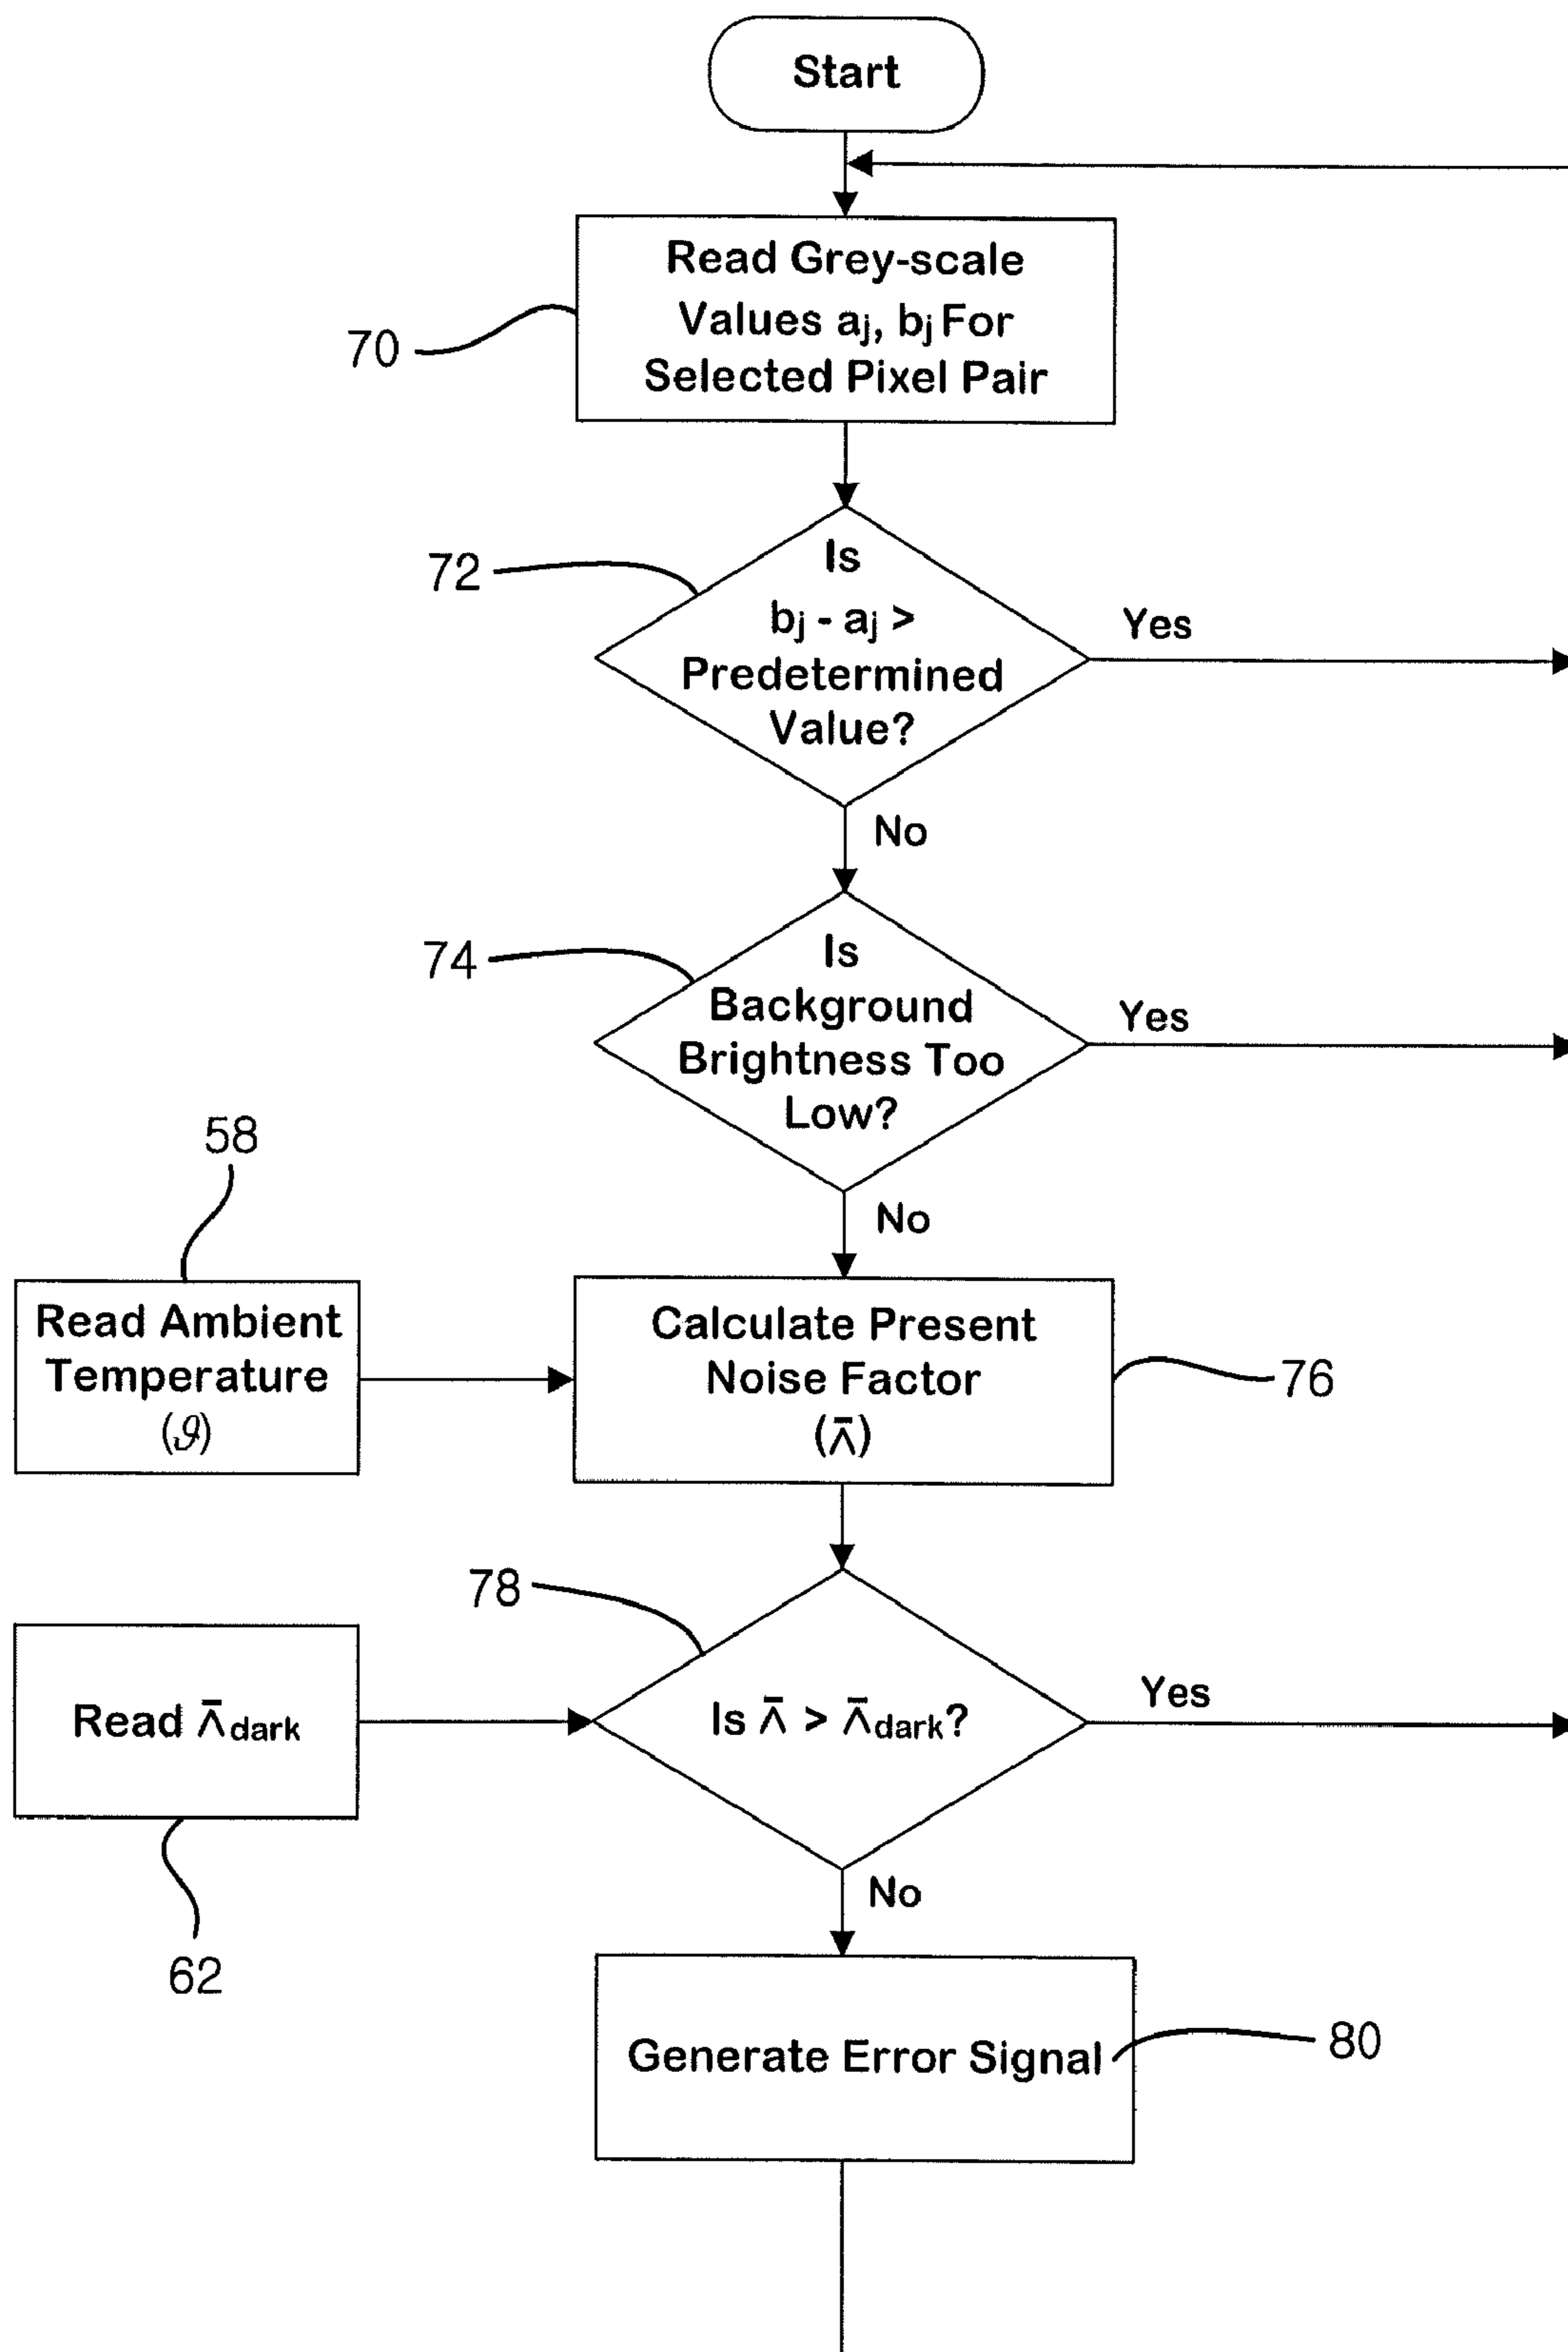 Start
Read Grey-scale
Values aj, bj For
Selected Pixel Pair
70
72
Is
bj - aj >
Predetermined
Value?
Yes
No
74
Is
Background
Brightness Too
Low?
Yes
No
58
Read Ambient
Temperature
(ϑ)
Calculate Present
Noise Factor
(Λ̄)
76
78
Read Λ̄dark
Is Λ̄ > Λ̄dark?
Yes
62
No
Generate Error Signal
80